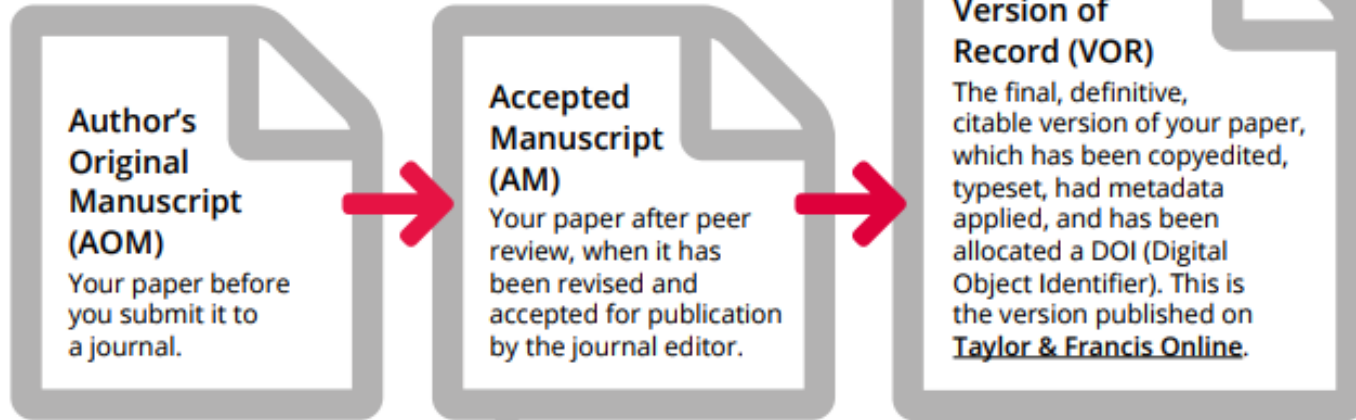 Author's
Original
Manuscript
(AOM)
Your paper before
you submit it to
a journal.
Accepted
Manuscript
(AM)
Your paper after peer
review, when it has
been revised and
accepted for publication
by the journal editor.
Version of
Record (VOR)
The final, definitive,
citable version of your paper,
which has been copyedited,
typeset, had metadata
applied, and has been
allocated a DOI (Digital
Object Identifier). This is
the version published on
Taylor & Francis Online.